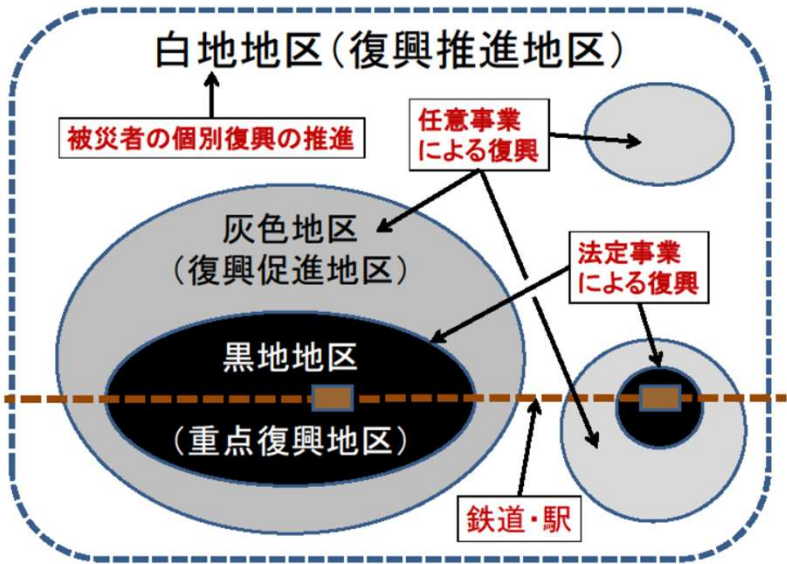 白地地区(復興推進地区)
被災者の個別復興の推進
任意事業
による復興
灰色地区
(復興促進地区)
法定事業
による復興
黒地地区
(重点復興地区)
鉄道・駅